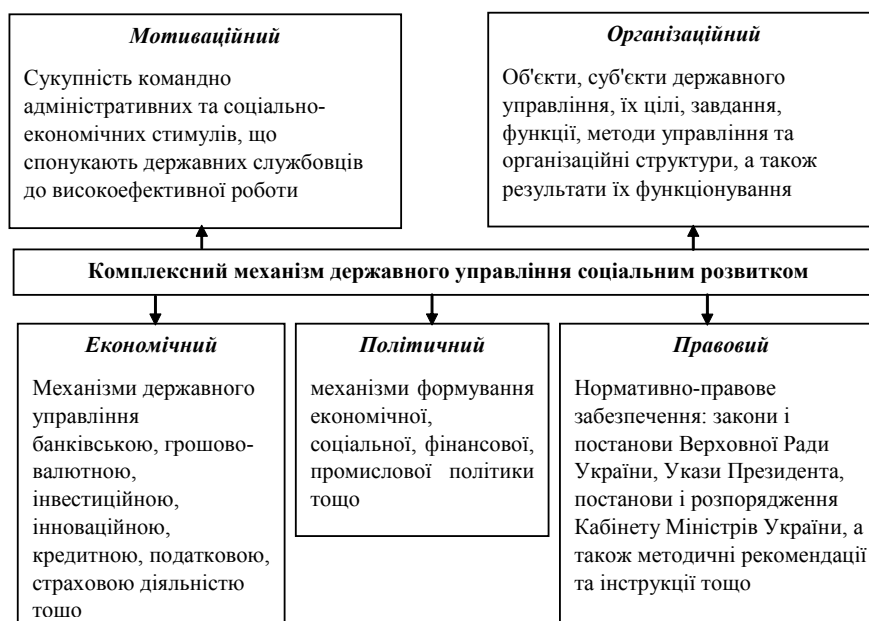 Мотиваційний
Сукупність командно
адміністративних та соціально-
економічних стимулів, що
спонукають державних службовців
до високоефективної роботи
Організаційний
Об'єкти, суб'єкти державного
управління, їх цілі, завдання,
функції, методи управління та
організаційні структури, а також
результати їх функціонування
Комплексний механізм державного управління соціальним розвитком
Економічний
Механізми державного
управління
банківською, грошово-
валютною,
інвестиційною,
інноваційною,
кредитною, податковою,
страховою діяльністю
тощо
Політичний
механізми формування
економічної,
соціальної, фінансової,
промислової політики
тощо
Правовий
Нормативно-правове
забезпечення: закони і
постанови Верховної Ради
України, Укази Президента,
постанови і розпорядження
Кабінету Міністрів України, а
також методичні рекомендації
та інструкції тощо